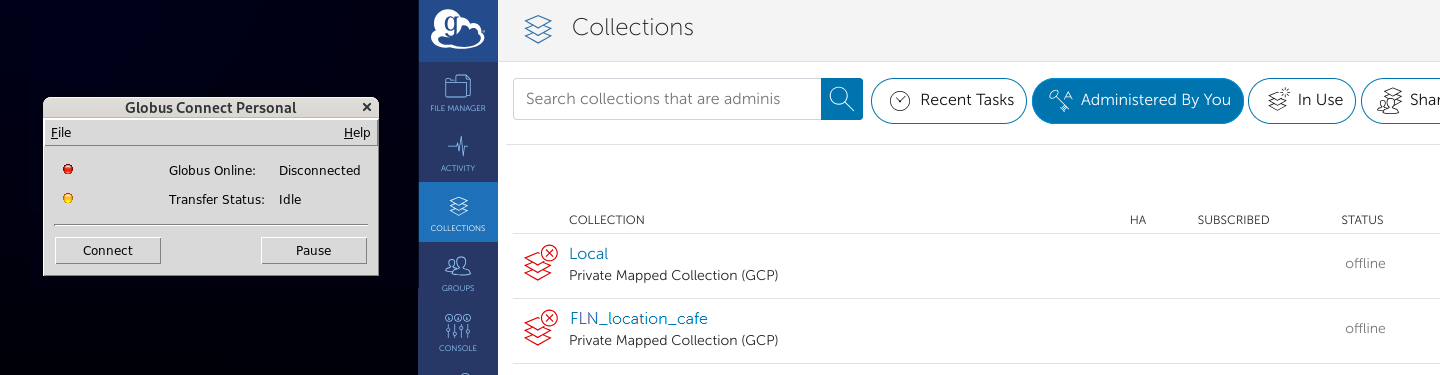 Globus Connect Personal
File
Help
Globus Online: Disconnected
Transfer Status: Idle
Connect
Pause
g
FILE MANAGER
ACTIVITY
COLLECTIONS
GROUPS
CONSOLE
Collections
Search collections that are adminis
Recent Tasks
Administered By You
In Use
Shar
COLLECTION HA SUBSCRIBED STATUS
Local
Private Mapped Collection (GCP)
offline
FLN_location_cafe
Private Mapped Collection (GCP)
offline